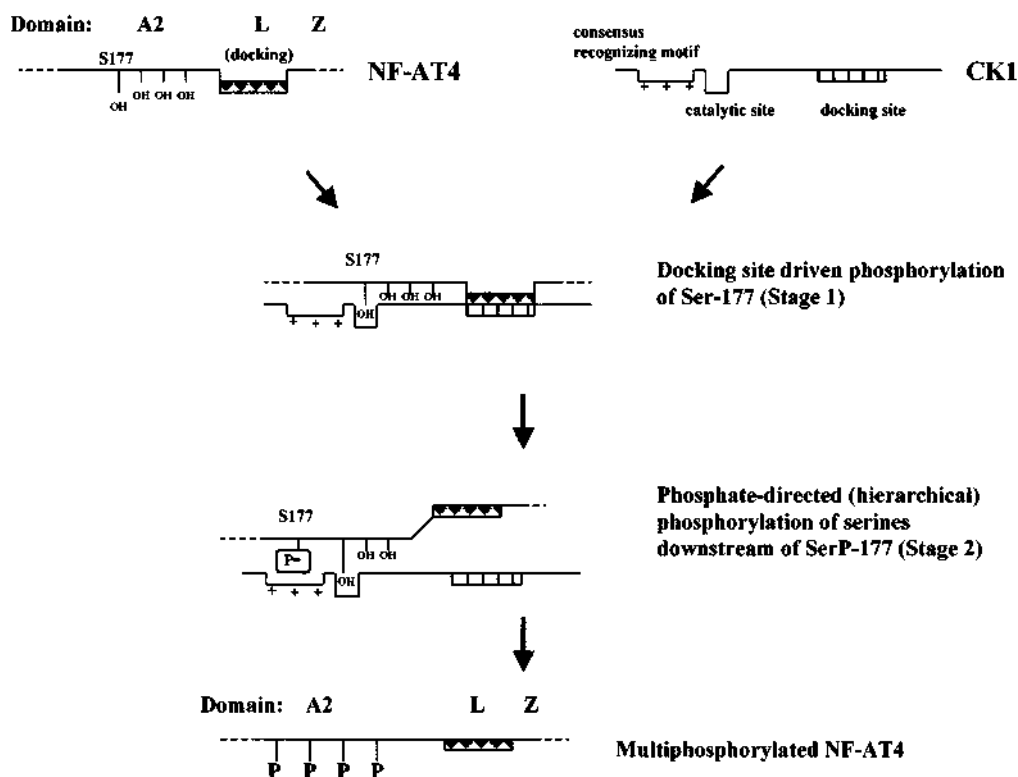 Domain: A2 L Z
(docking)
S177
OH OH OH OH
NF-AT4
consensus
recognizing motif
+ + +
CK1
catalytic site
docking site
S177
OH OH OH
OH
+ + +
Docking site driven phosphorylation
of Ser-177 (Stage 1)
S177
P=
OH OH
OH
+ + +
Phosphate-directed (hierarchical)
phosphorylation of serines
downstream of SerP-177 (Stage 2)
Domain: A2 L Z
P P P P
Multiphosphorylated NF-AT4